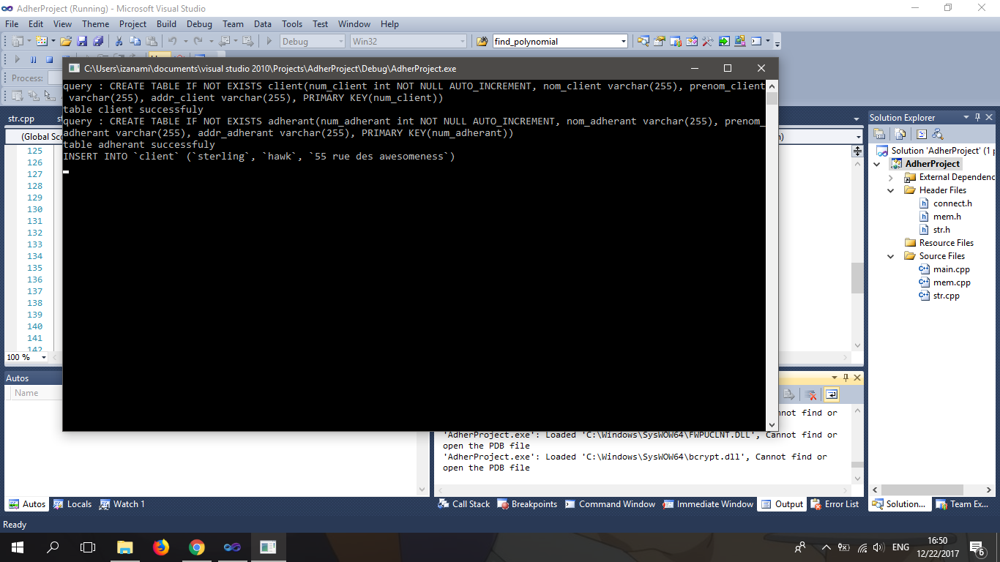 AdherProject (Running) - Microsoft Visual Studio
File Edit View Theme Project Build Debug Team Data Tools Test Window Help
Debug Win32 find_polynomial
Process:
C:\Users\izanami\documents\visual studio 2010\Projects\AdherProject\Debug\AdherProject.exe
query : CREATE TABLE IF NOT EXISTS client(num_client int NOT NULL AUTO_INCREMENT, nom_client varchar(255), prenom_client
varchar(255), addr_client varchar(255), PRIMARY KEY(num_client))
table client successfuly
query : CREATE TABLE IF NOT EXISTS adherant(num_adherant int NOT NULL AUTO_INCREMENT, nom_adherant varchar(255), prenom_
adherant varchar(255), addr_adherant varchar(255), PRIMARY KEY(num_adherant))
table adherant successfuly
INSERT INTO `client` (`sterling`, `hawk`, `55 rue des awesomeness`)
str.cpp
(Global Sco
125
126
127
128
129
130
131
132
133
134
135
136
137
138
139
140
141
142
100 %
Solution Explorer
Solution 'AdherProject' (1 p
AdherProject
External Dependenc
Header Files
connect.h
mem.h
str.h
Resource Files
Source Files
main.cpp
mem.cpp
str.cpp
Autos
Name
nnot find or
'AdherProject.exe': Loaded 'C:\Windows\SysWOW64\FWPUCLNT.DLL', Cannot find or
open the PDB file
'AdherProject.exe': Loaded 'C:\Windows\SysWOW64\bcrypt.dll', Cannot find or
open the PDB file
Autos Locals Watch 1
Call Stack Breakpoints Command Window Immediate Window Output Error List
Solution... Team Ex...
Ready
ENG
16:50
12/22/2017
6